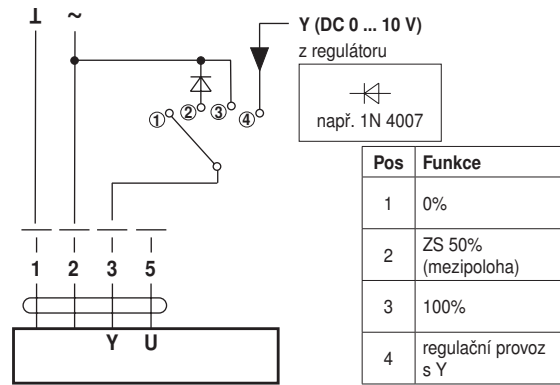 ⊥ ~
Y (DC 0 ... 10 V)
z regulátoru
① ② ③ ④
např. 1N 4007
Pos Funkce
1 0%
2 ZS 50%
(mezipoloha)
3 100%
4 regulační provoz
s Y
1 2 3 5
Y U